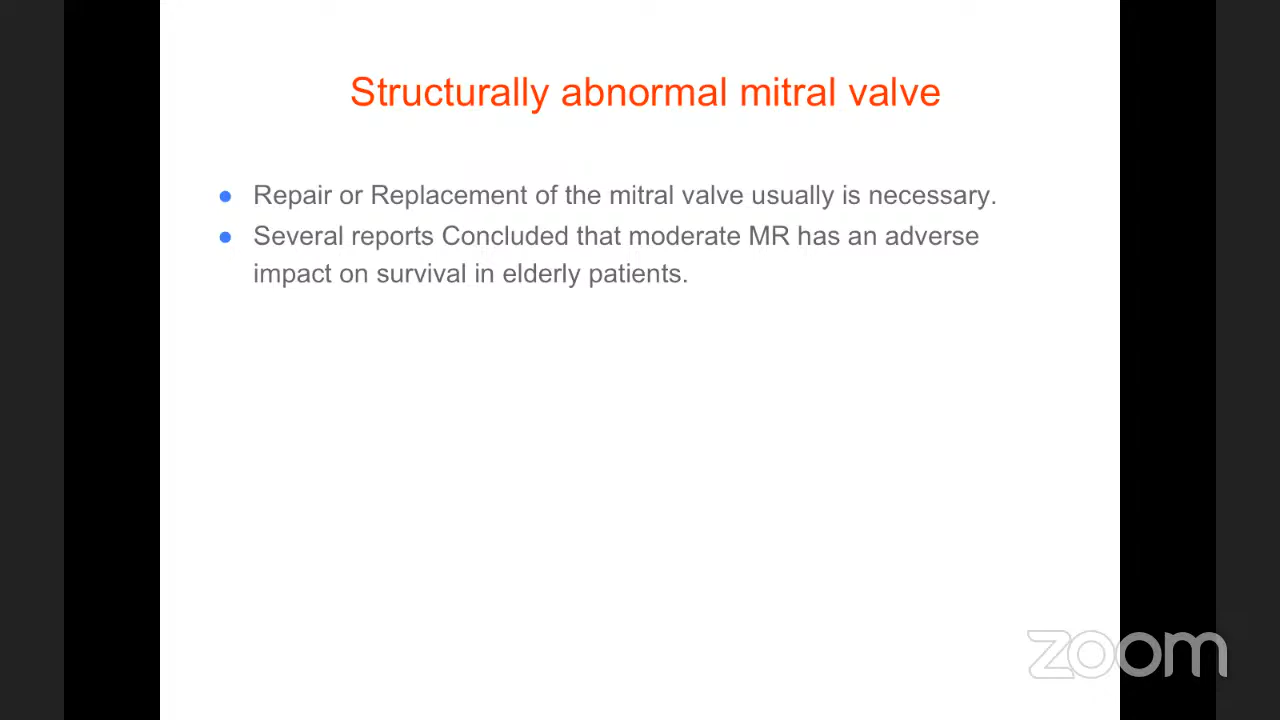 Structurally abnormal mitral valve
● Repair or Replacement of the mitral valve usually is necessary.
● Several reports Concluded that moderate MR has an adverse
impact on survival in elderly patients.
zoom